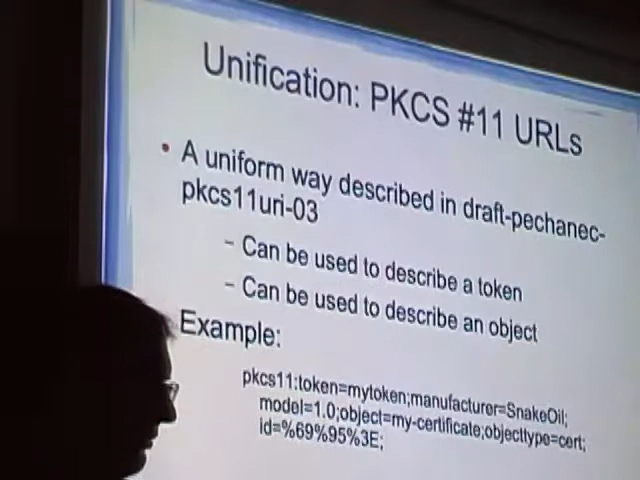 Unification: PKCS #11 URLs
• A uniform way described in draft-pechanec-
pkcs11uri-03
– Can be used to describe a token
– Can be used to describe an object
Example:
pkcs11:token=mytoken;manufacturer=SnakeOil;
model=1.0;object=my-certificate;objecttype=cert;
id=%69%95%3E;